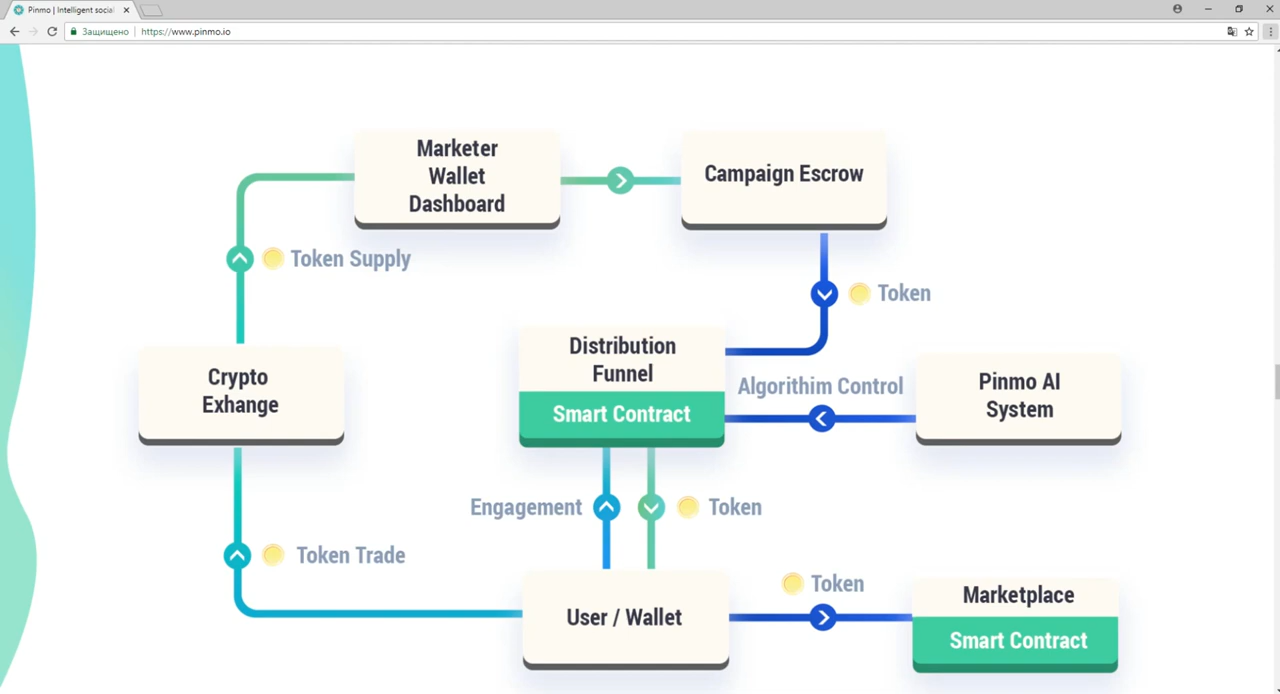 Pinmo | Intelligent social
Защищено
https://www.pinmo.io
Marketer
Wallet
Dashboard
Campaign Escrow
Token Supply
Token
Distribution
Funnel
Smart Contract
Algorithim Control
Pinmo AI
System
Crypto
Exhange
Engagement
Token
Token Trade
User / Wallet
Token
Marketplace
Smart Contract